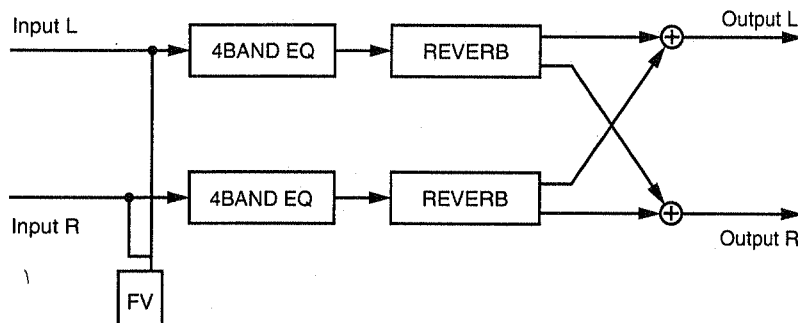 Input L
4BAND EQ
REVERB
Output L
Input R
4BAND EQ
REVERB
Output R
FV